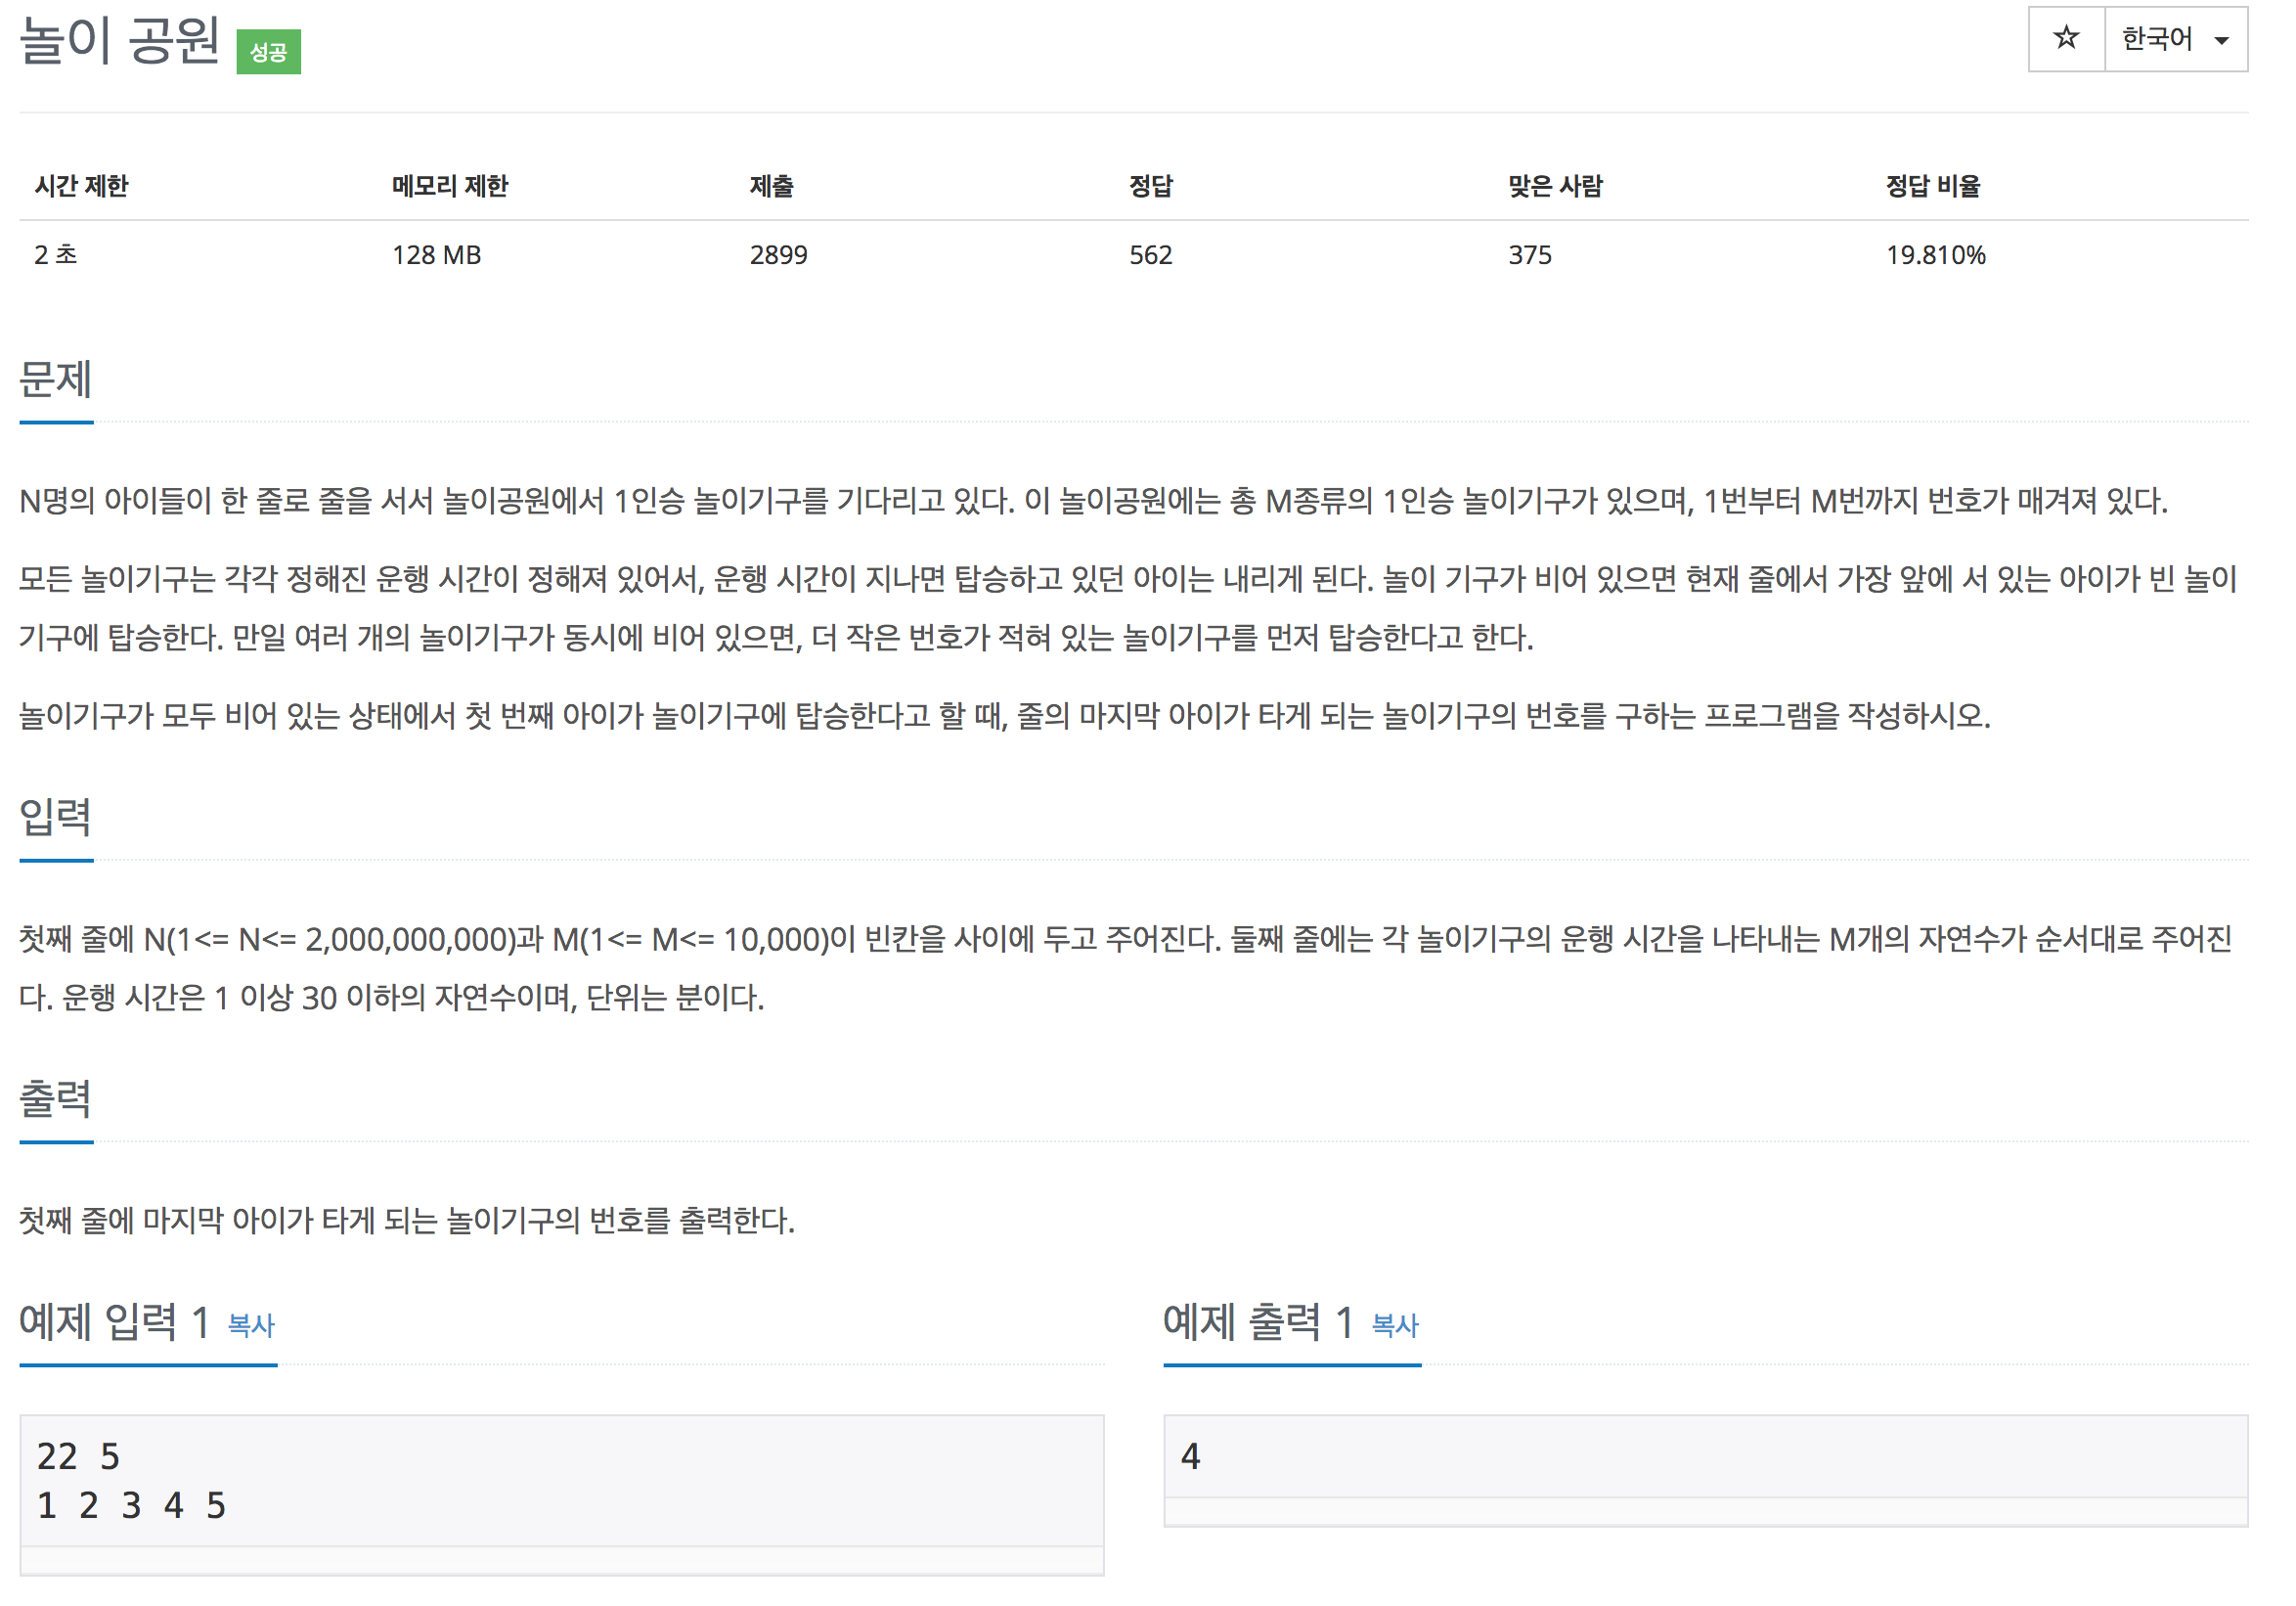 놀이 공원 성공
☆ 한국어
시간 제한 메모리 제한 제출 정답 맞은 사람 정답 비율
2 초 128 MB 2899 562 375 19.810%
문제
N명의 아이들이 한 줄로 줄을 서서 놀이공원에서 1인승 놀이기구를 기다리고 있다. 이 놀이공원에는 총 M종류의 1인승 놀이기구가 있으며, 1번부터 M번까지 번호가 매겨져 있다.
모든 놀이기구는 각각 정해진 운행 시간이 정해져 있어서, 운행 시간이 지나면 탑승하고 있던 아이는 내리게 된다. 놀이 기구가 비어 있으면 현재 줄에서 가장 앞에 서 있는 아이가 빈 놀이
기구에 탑승한다. 만일 여러 개의 놀이기구가 동시에 비어 있으면, 더 작은 번호가 적혀 있는 놀이기구를 먼저 탑승한다고 한다.
놀이기구가 모두 비어 있는 상태에서 첫 번째 아이가 놀이기구에 탑승한다고 할 때, 줄의 마지막 아이가 타게 되는 놀이기구의 번호를 구하는 프로그램을 작성하시오.
입력
첫째 줄에 N(1<= N<= 2,000,000,000)과 M(1<= M<= 10,000)이 빈칸을 사이에 두고 주어진다. 둘째 줄에는 각 놀이기구의 운행 시간을 나타내는 M개의 자연수가 순서대로 주어진
다. 운행 시간은 1 이상 30 이하의 자연수이며, 단위는 분이다.
출력
첫째 줄에 마지막 아이가 타게 되는 놀이기구의 번호를 출력한다.
예제 입력 1 복사
22 5
1 2 3 4 5
예제 출력 1 복사
4